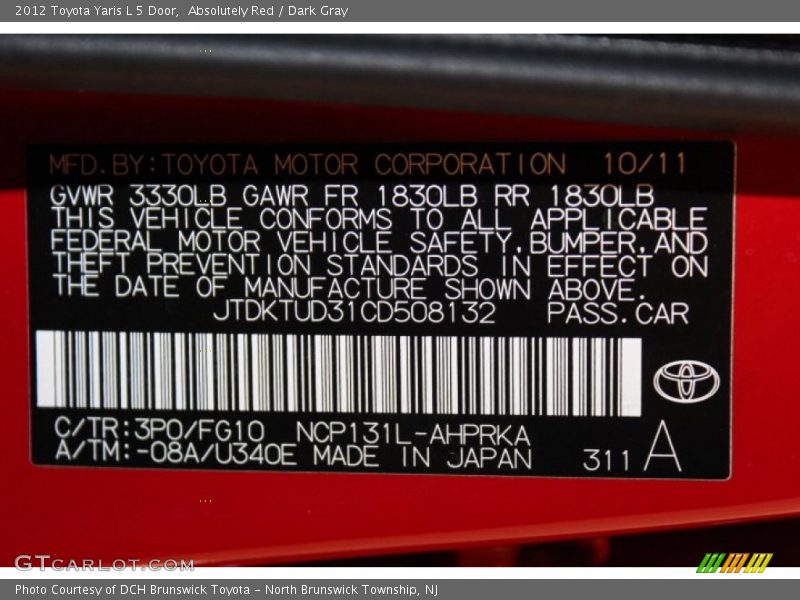 2012 Toyota Yaris L 5 Door,  Absolutely Red / Dark Gray
MFD.BY:TOYOTA MOTOR CORPORATION 10/11
GVWR 3330LB GAWR FR 1830LB RR 1830LB
THIS VEHICLE CONFORMS TO ALL APPLICABLE
FEDERAL MOTOR VEHICLE SAFETY,BUMPER,AND
THEFT PREVENTION STANDARDS IN EFFECT ON
THE DATE OF MANUFACTURE SHOWN ABOVE.
JTDKTUD31CD508132 PASS.CAR
C/TR:3P0/FG10 NCP131L-AHPRKA
A/TM:-08A/U340E MADE IN JAPAN 311 A
GTCARLOT.COM
Photo Courtesy of DCH Brunswick Toyota - North Brunswick Township, NJ